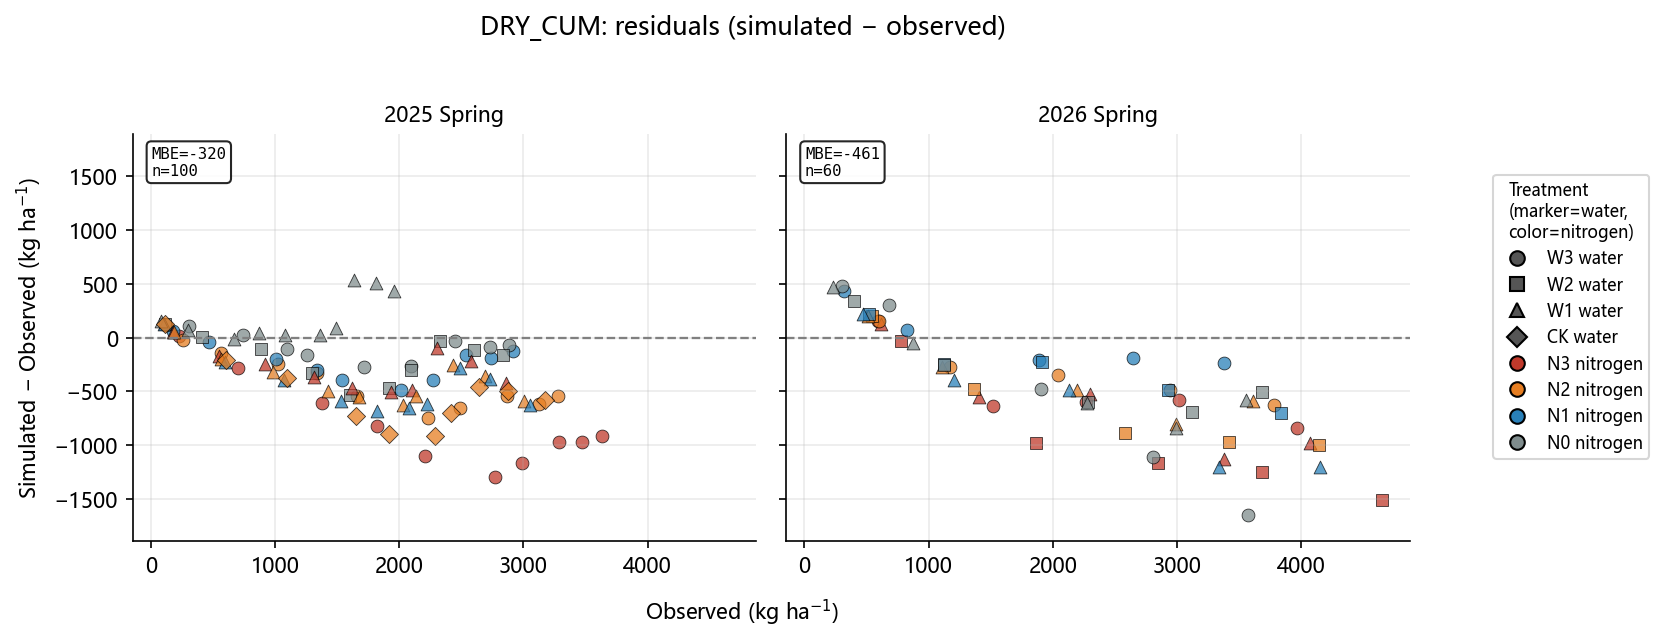 DRY_CUM: residuals (simulated − observed)
2025 Spring
2026 Spring
MBE=-320
n=100
MBE=-461
n=60
Simulated − Observed (kg ha⁻¹)
1500
1000
500
0
−500
−1000
−1500
0 1000 2000 3000 4000
0 1000 2000 3000 4000
Observed (kg ha⁻¹)
Treatment
(marker=water,
color=nitrogen)
W3 water
W2 water
W1 water
CK water
N3 nitrogen
N2 nitrogen
N1 nitrogen
N0 nitrogen